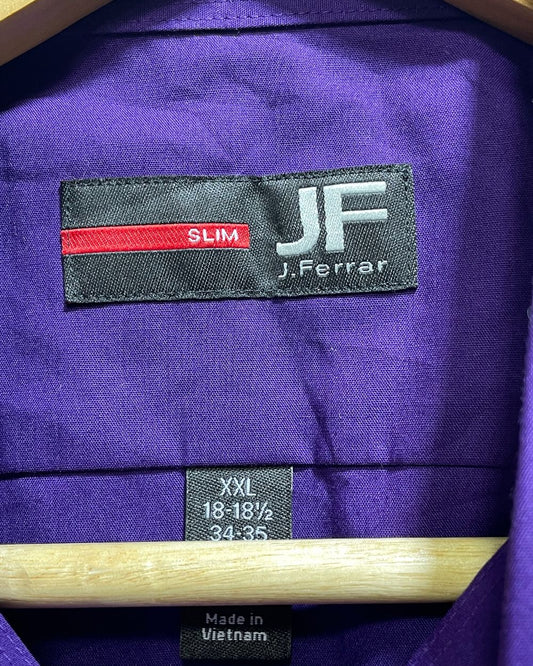 SLIM
JF
J.Ferrar
XXL
18-18½
34-35
Made in
Vietnam